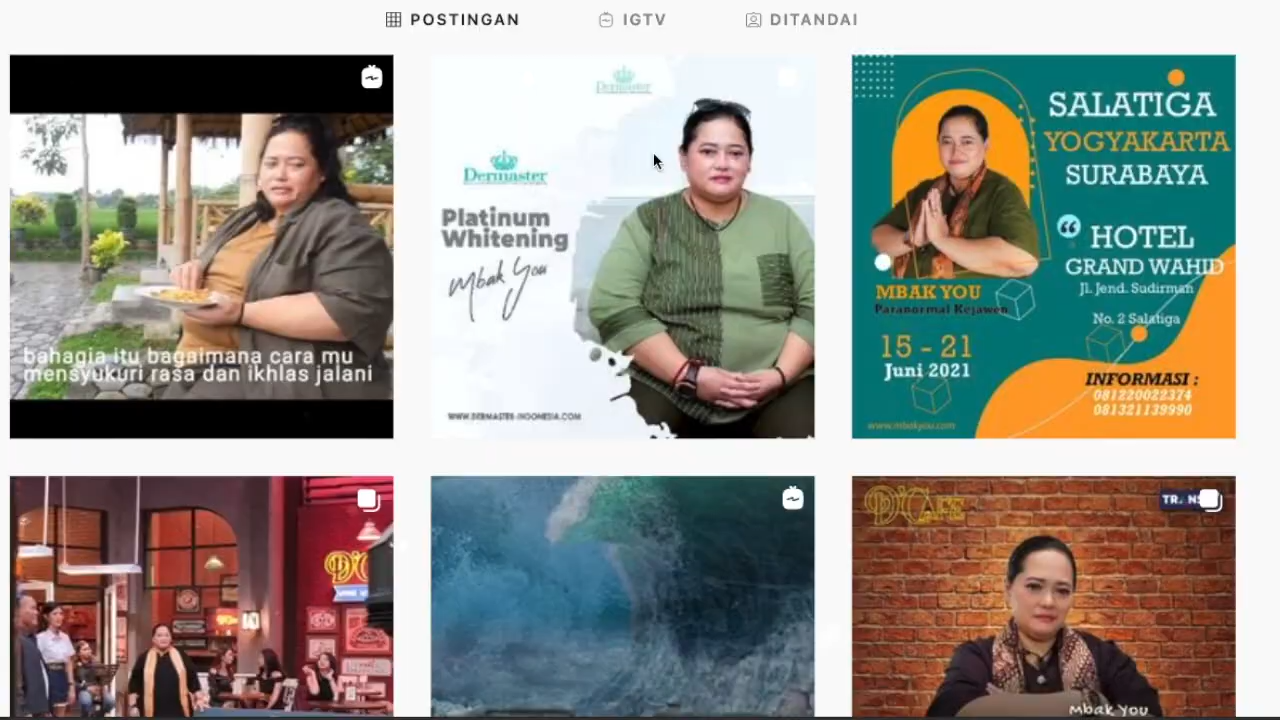 POSTINGAN
IGTV
DITANDAI
bahagia itu bagaimana cara mu
mensyukuri rasa dan ikhlas jalani
Dermaster
Dermaster
Platinum
Whitening
Mbak You
WWW.DERMASTER-INDONESIA.COM
SALATIGA
YOGYAKARTA
SURABAYA
HOTEL
GRAND WAHID
Jl. Jend. Sudirman
No. 2 Salatiga
MBAK YOU
Paranormal Kejawen
15 - 21
Juni 2021
INFORMASI :
081220022374
081321139990
www.mbakyou.com
D'CAFE
Mbak You